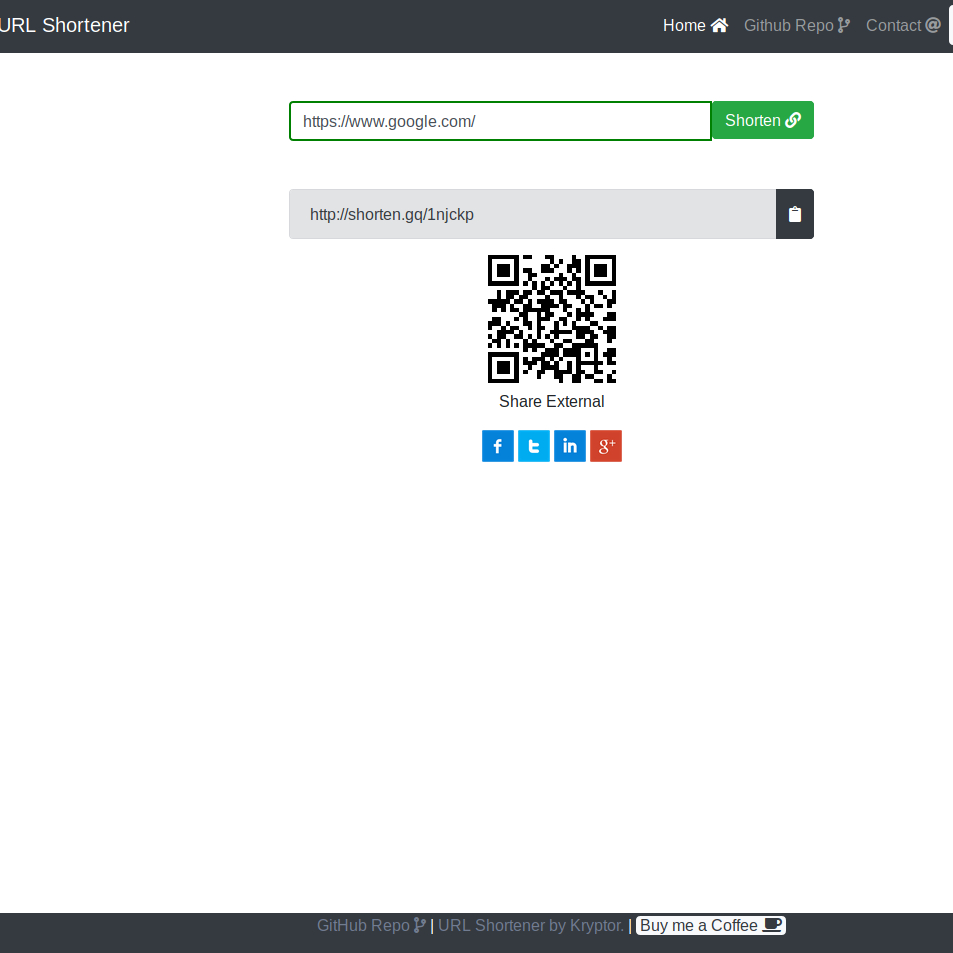 URL Shortener Home Github Repo Contact
https://www.google.com/ Shorten
http://shorten.gq/1njckp
Share External
GitHub Repo | URL Shortener by Kryptor. | Buy me a Coffee